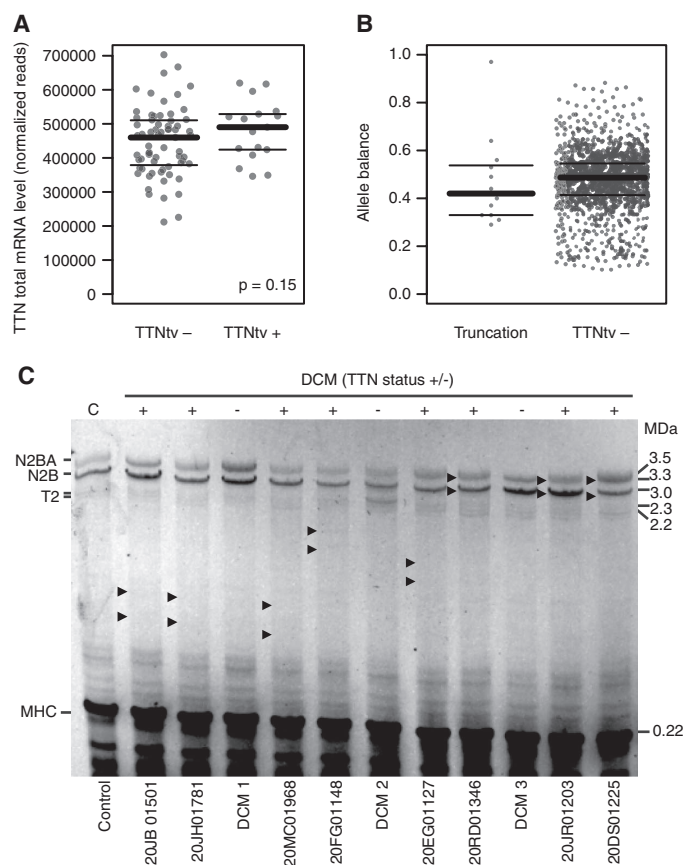 A
TTN total mRNA level (normalized reads)
700000
600000
500000
400000
300000
200000
100000
0
p = 0.15
TTNtv –
TTNtv +
B
Allele balance
1.0
0.8
0.6
0.4
0.2
0.0
Truncation
TTNtv –
C
DCM (TTN status +/-)
C + + - + + - + + - + +
MDa
N2BA
N2B
T2
MHC
3.5
3.3
3.0
2.3
2.2
0.22
Control
20JB 01501
20JH01781
DCM 1
20MC01968
20FG01148
DCM 2
20EG01127
20RD01346
DCM 3
20JR01203
20DS01225